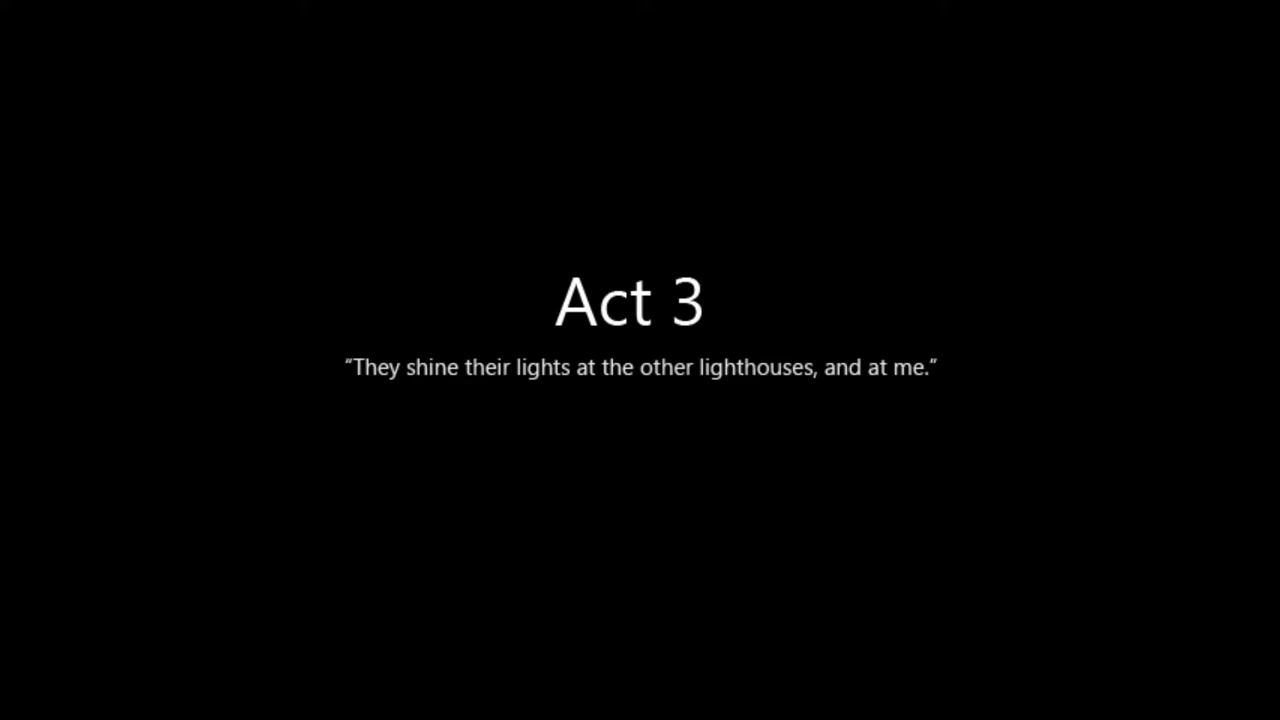 Act 3
“They shine their lights at the other lighthouses, and at me.”